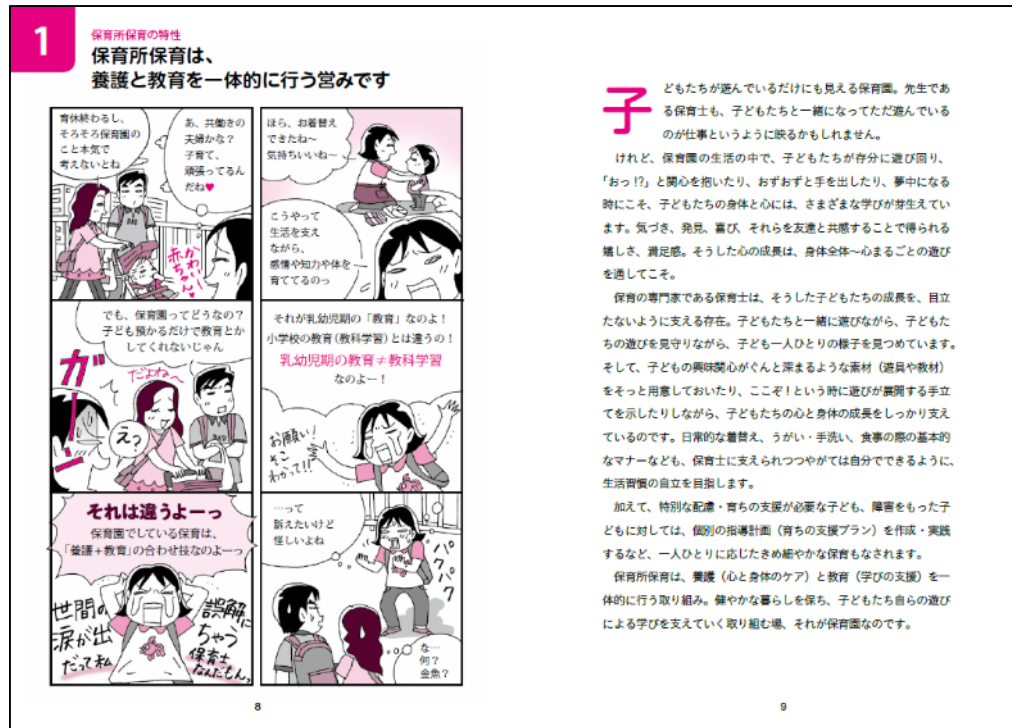 1
保育所保育の特性
保育所保育は、
養護と教育を一体的に行う営みです
育休終わるし、
そろそろ保育園の
こと本気で
考えないとね
あ、共働きの
夫婦かな?
子育て、
頑張ってるん
だね♥
かわいー
赤ちゃん♥
でも、保育園ってどうなの?
子ども預かるだけで教育とか
してくれないじゃん
だよね〜
ガーン
えっ
それは違うよーっ
保育園でしている保育は、
「養護+教育」の合わせ技なのよーっ
世間の
誤解に
涙が出
ちゃう
だって私
保育士
なんだもんっ
ほら、お着替え
できたね〜
気持ちいいね〜
こうやって
生活を支え
ながら、
感情や知力や体を
育ててるのっ
それが乳幼児期の「教育」なのよ!
小学校の教育(教科学習)とは違うの!
乳幼児期の教育≠教科学習
なのよー!
お願い!
そこ
わかって!!
…って
訴えたいけど
怪しいよね
パクパク
な…
何?
金魚?
8
子どもたちが遊んでいるだけにも見える保育園。先生であ
る保育士も、子どもたちと一緒になってただ遊んでいる
のが仕事というように映るかもしれません。
けれど、保育園の生活の中で、子どもたちが存分に遊び回り、
「おっ!?」と関心を抱いたり、おずおずと手を出したり、夢中になる
時にこそ、子どもたちの身体と心には、さまざまな学びが芽生えてい
ます。気づき、発見、喜び、それらを友達と共感することで得られる
嬉しさ、満足感。そうした心の成長は、身体全体〜心まるごとの遊び
を通してこそ。
保育の専門家である保育士は、そうした子どもたちの成長を、目立
たないように支える存在。子どもたちと一緒に遊びながら、子どもた
ちの遊びを見守りながら、子ども一人ひとりの様子を見つめています。
そして、子どもの興味関心がぐんと深まるような素材(遊具や教材)
をそっと用意しておいたり、ここぞ!という時に遊びが展開する手立
てを示したりしながら、子どもたちの心と身体の成長をしっかり支え
ているのです。日常的な着替え、うがい・手洗い、食事の際の基本的
なマナーなども、保育士に支えられつつやがては自分でできるように、
生活習慣の自立を目指します。
加えて、特別な配慮・育ちの支援が必要な子ども、障害をもった子
どもに対しては、個別の指導計画(育ちの支援プラン)を作成・実践
するなど、一人ひとりに応じたきめ細やかな保育もなされます。
保育所保育は、養護(心と身体のケア)と教育(学びの支援)を一
体的に行う取り組み。健やかな暮らしを保ち、子どもたち自らの遊び
による学びを支えていく取り組む場、それが保育園なのです。
9